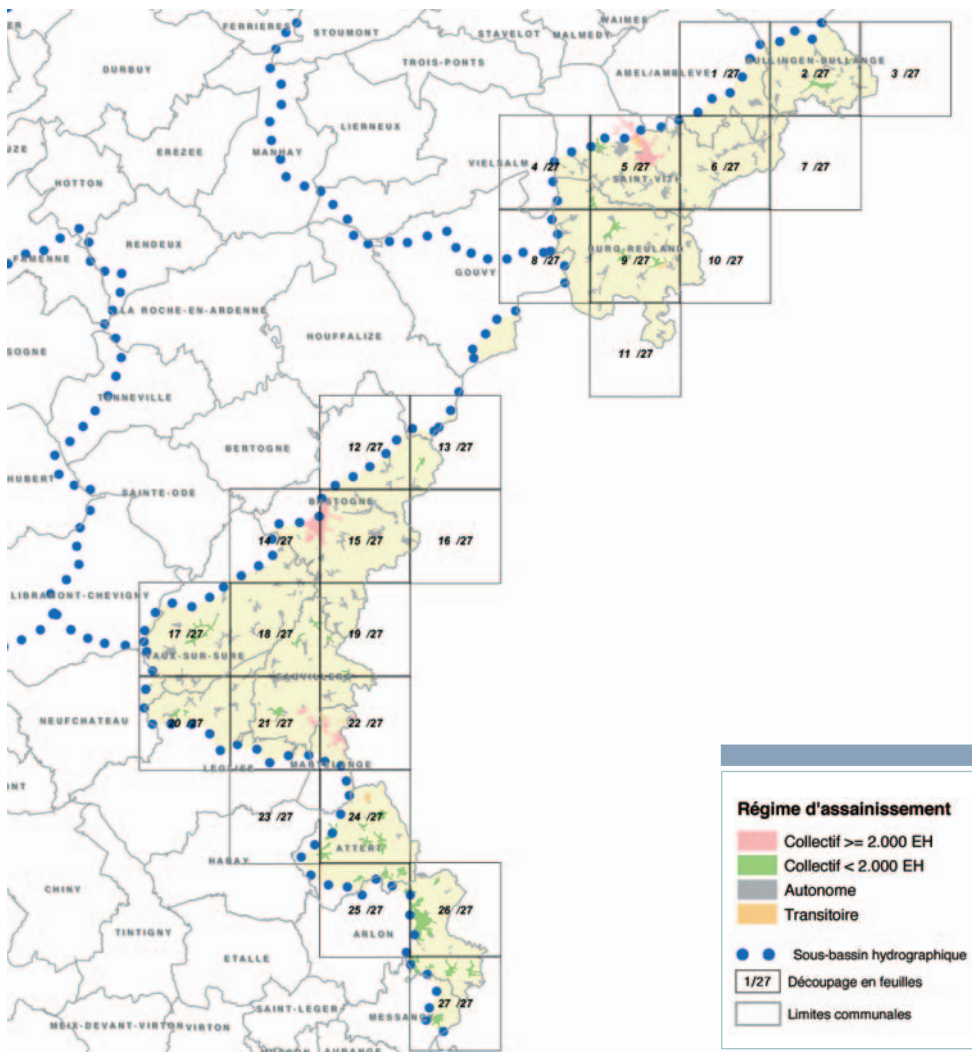 FERRIERES
STOUMONT
STAVELOT
WAIMES
MALMEDY
DURBUY
TROIS-PONTS
AMEL/AMBLEVE
BULLINGEN-BULLANGE
1 /27
2 /27
3 /27
LIERNEUX
EREZEE
MANHAY
VIELSALM
4 /27
5 /27
6 /27
7 /27
SAINT-VITH
HOTTON
RENDEUX
FAMENNE
GOUVY
8 /27
BURG-REULAND
9 /27
10 /27
LA ROCHE-EN-ARDENNE
HOUFFALIZE
11 /27
TENNEVILLE
BERTOGNE
12 /27
13 /27
HUBERT
SAINTE-ODE
BASTOGNE
14 /27
15 /27
16 /27
LIBRAMONT-CHEVIGNY
17 /27
18 /27
19 /27
VAUX-SUR-SURE
FAUVILLERS
NEUFCHATEAU
20 /27
21 /27
22 /27
LEGLISE
MARTELANGE
23 /27
24 /27
HABAY
ATTERT
CHINY
25 /27
26 /27
TINTIGNY
ARLON
ETALLE
SAINT-LEGER
27 /27
MEIX-DEVANT-VIRTON
VIRTON
MESSANCY
AUBANGE
Régime d'assainissement
Collectif >= 2.000 EH
Collectif < 2.000 EH
Autonome
Transitoire
Sous-bassin hydrographique
1/27 Découpage en feuilles
Limites communales